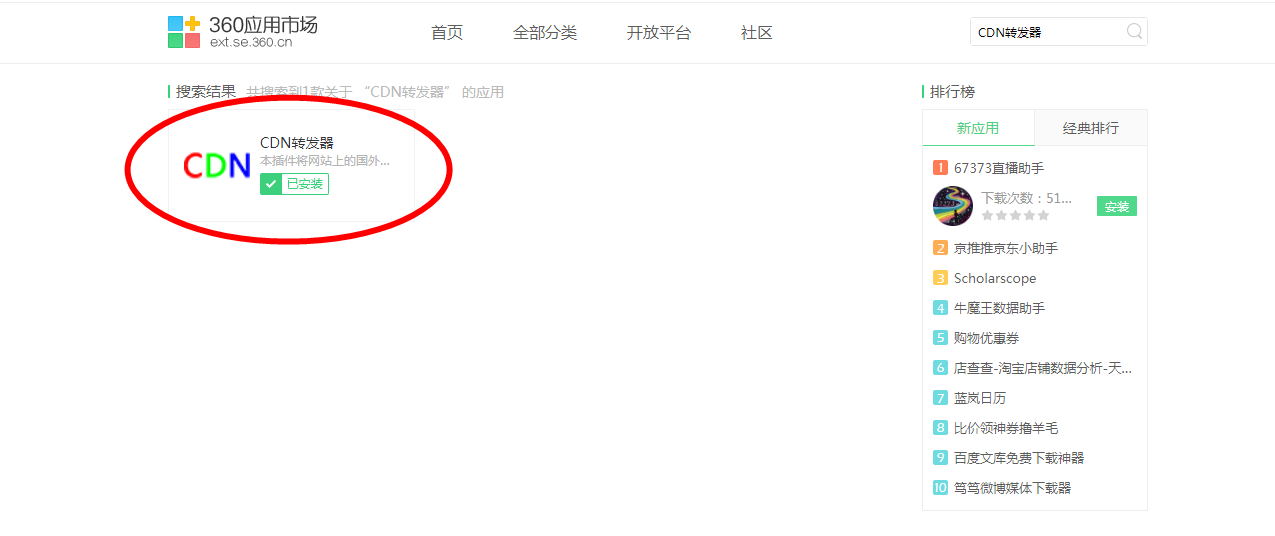 360应用市场
ext.se.360.cn
首页 全部分类 开放平台 社区
CDN转发器
搜索结果 共搜索到1款关于 “CDN转发器” 的应用
CDN
CDN转发器
本插件将网站上的国外...
已安装
排行榜
新应用 经典排行
1 67373直播助手
下载次数：51...
安装
2 京推推京东小助手
3 Scholarscope
4 牛魔王数据助手
5 购物优惠券
6 店查查-淘宝店铺数据分析-天...
7 蓝岚日历
8 比价领神券撸羊毛
9 百度文库免费下载神器
10 笃笃微博媒体下载器